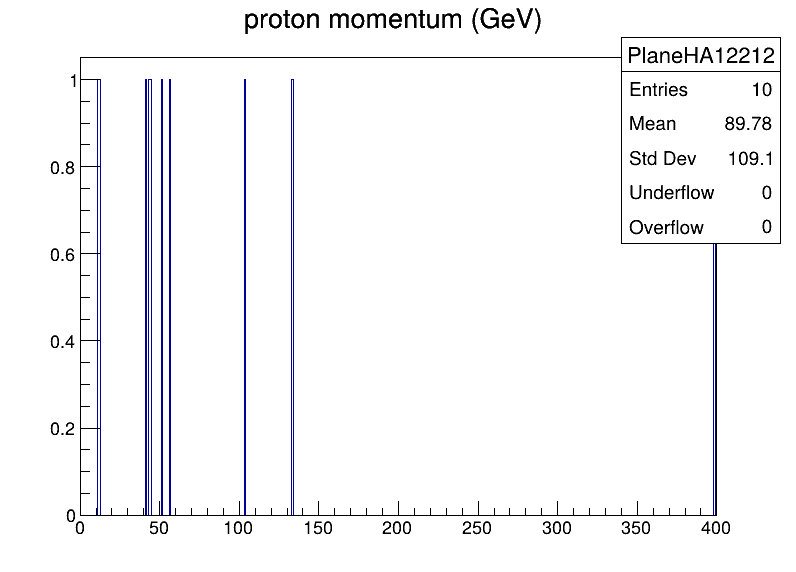 proton momentum (GeV)
PlaneHA12212
Entries 10
Mean 89.78
Std Dev 109.1
Underflow 0
Overflow 0
1
0.8
0.6
0.4
0.2
0
0 50 100 150 200 250 300 350 400